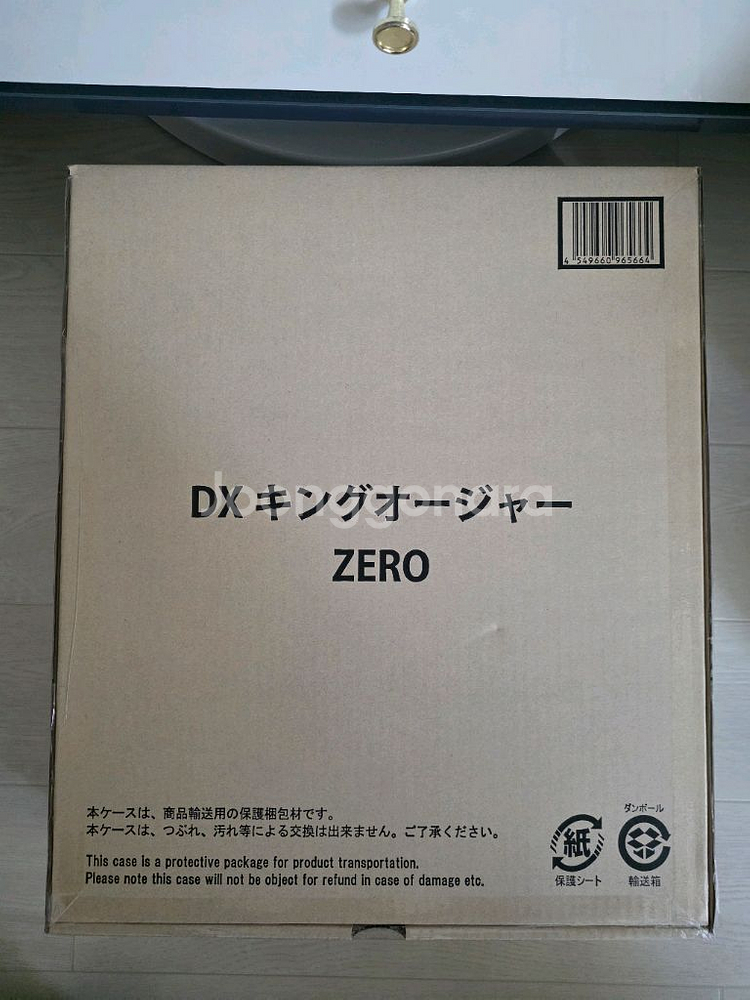 4 549660 965664
DX キングオージャー
Joonggonara
ZERO
本ケースは、商品輸送用の保護梱包材です。
本ケースは、つぶれ、汚れ等による交換は出来ません。ご了承ください。
This case is a protective package for product transportation.
Please note this case will not be object for refund in case of damage etc.
紙
保護シート
ダンボール
輸送箱